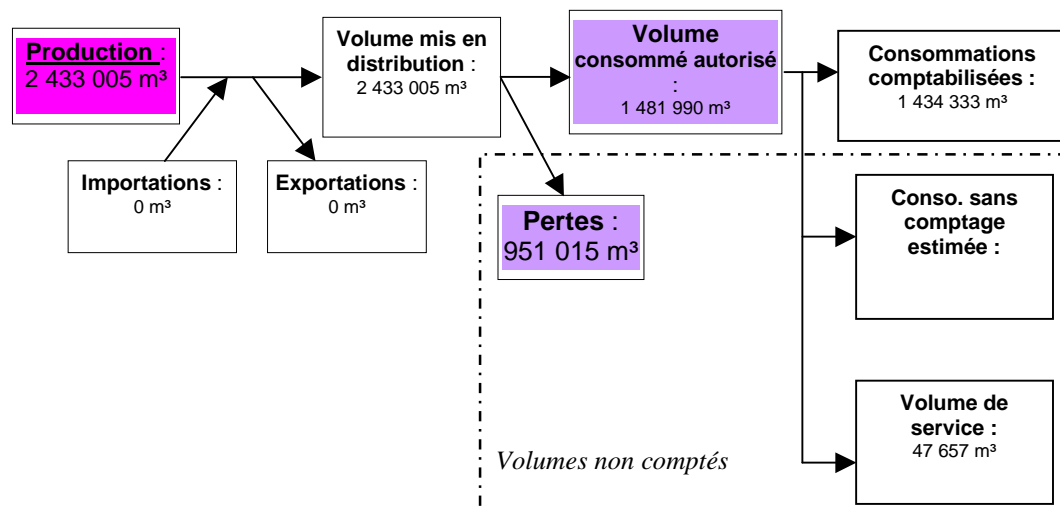 Production :
2 433 005 m³
Volume mis en
distribution :
2 433 005 m³
Volume
consommé autorisé
:
1 481 990 m³
Consommations
comptabilisées :
1 434 333 m³
Importations :
0 m³
Exportations :
0 m³
Pertes :
951 015 m³
Conso. sans
comptage
estimée :
Volume de
service :
47 657 m³
Volumes non comptés